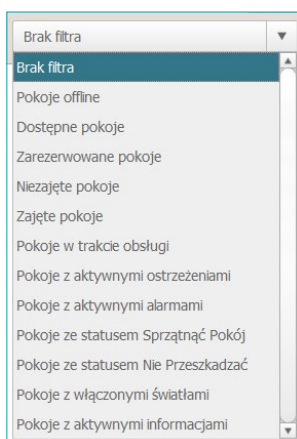 Brak filtra
Brak filtra
Pokoje offline
Dostępne pokoje
Zarezerwowane pokoje
Niezajęte pokoje
Zajęte pokoje
Pokoje w trakcie obsługi
Pokoje z aktywnymi ostrzeżeniami
Pokoje z aktywnymi alarmami
Pokoje ze statusem Sprzątnąć Pokój
Pokoje ze statusem Nie Przeszkadzać
Pokoje z włączonymi światłami
Pokoje z aktywnymi informacjami